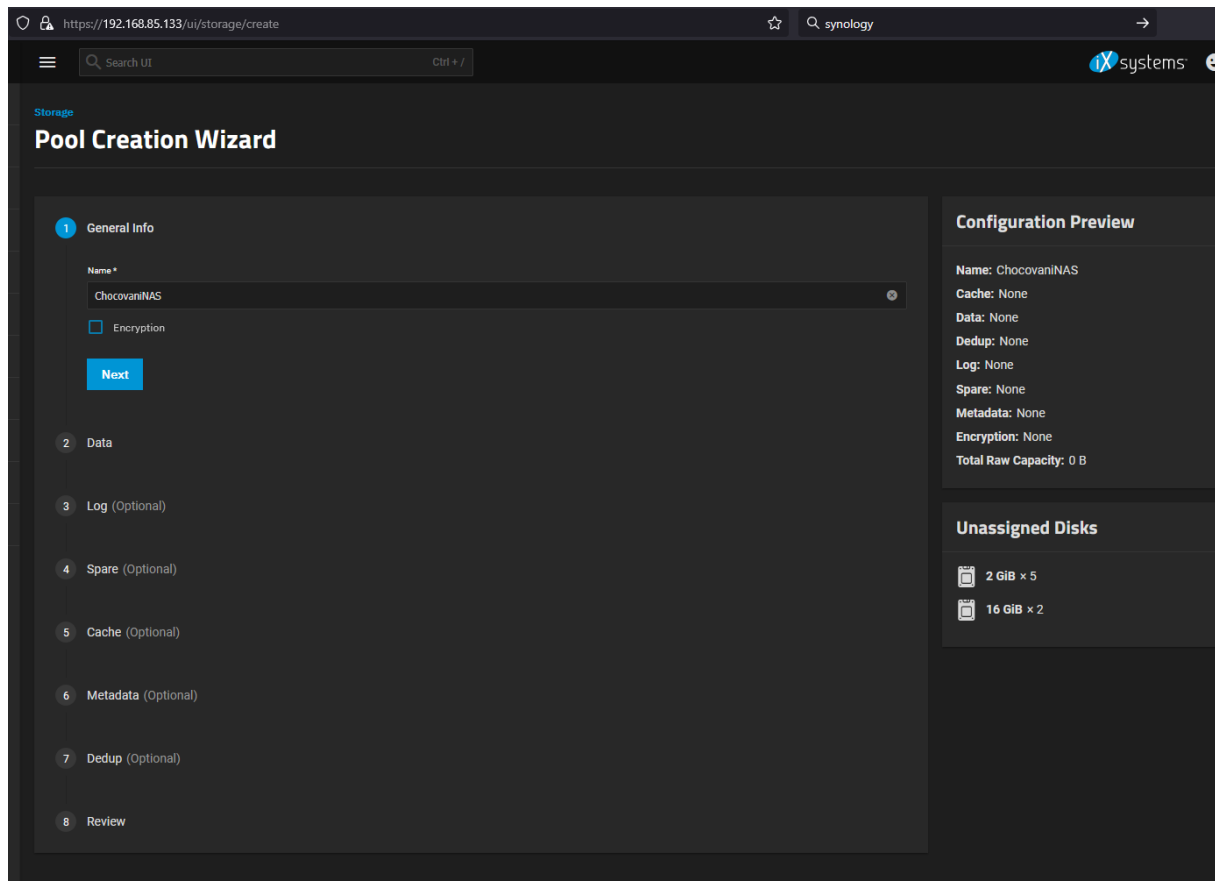 https://192.168.85.133/ui/storage/create
synology
Search UI
Ctrl + /
iX systems
Storage
Pool Creation Wizard
1 General Info
Name *
ChocovaniNAS
Encryption
Next
2 Data
3 Log (Optional)
4 Spare (Optional)
5 Cache (Optional)
6 Metadata (Optional)
7 Dedup (Optional)
8 Review
Configuration Preview
Name: ChocovaniNAS
Cache: None
Data: None
Dedup: None
Log: None
Spare: None
Metadata: None
Encryption: None
Total Raw Capacity: 0 B
Unassigned Disks
2 GiB × 5
16 GiB × 2